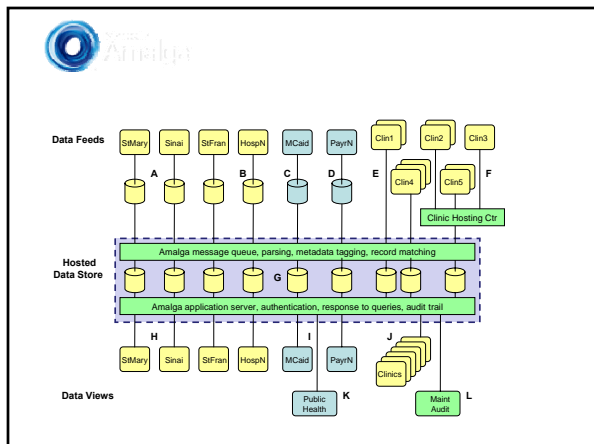 Amalga
Data Feeds
StMary Sinai StFran HospN MCaid PayrN Clin1 Clin2 Clin3
A B C D E F
Clin4 Clin5
Clinic Hosting Ctr
Amalga message queue, parsing, metadata tagging, record matching
Hosted
Data Store
G
Amalga application server, authentication, response to queries, audit trail
H I J
StMary Sinai StFran HospN MCaid PayrN
Clinics
Data Views
Public
Health
K
Maint
Audit
L